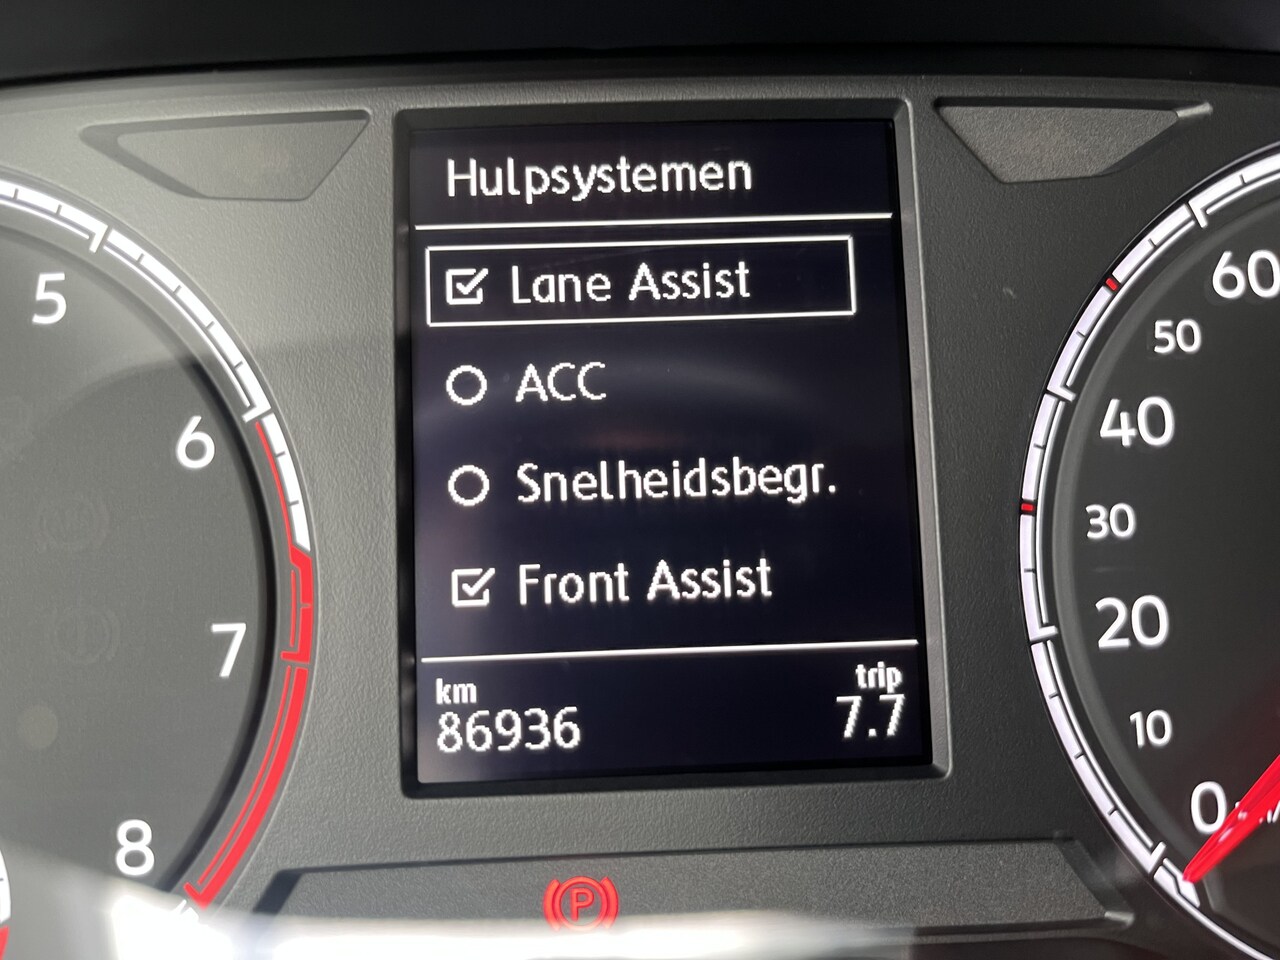 Hulpsystemen
Lane Assist
ACC
Snelheidsbegr.
Front Assist
km
86936
trip
7.7
5
6
7
8
60
50
40
30
20
10
0
P